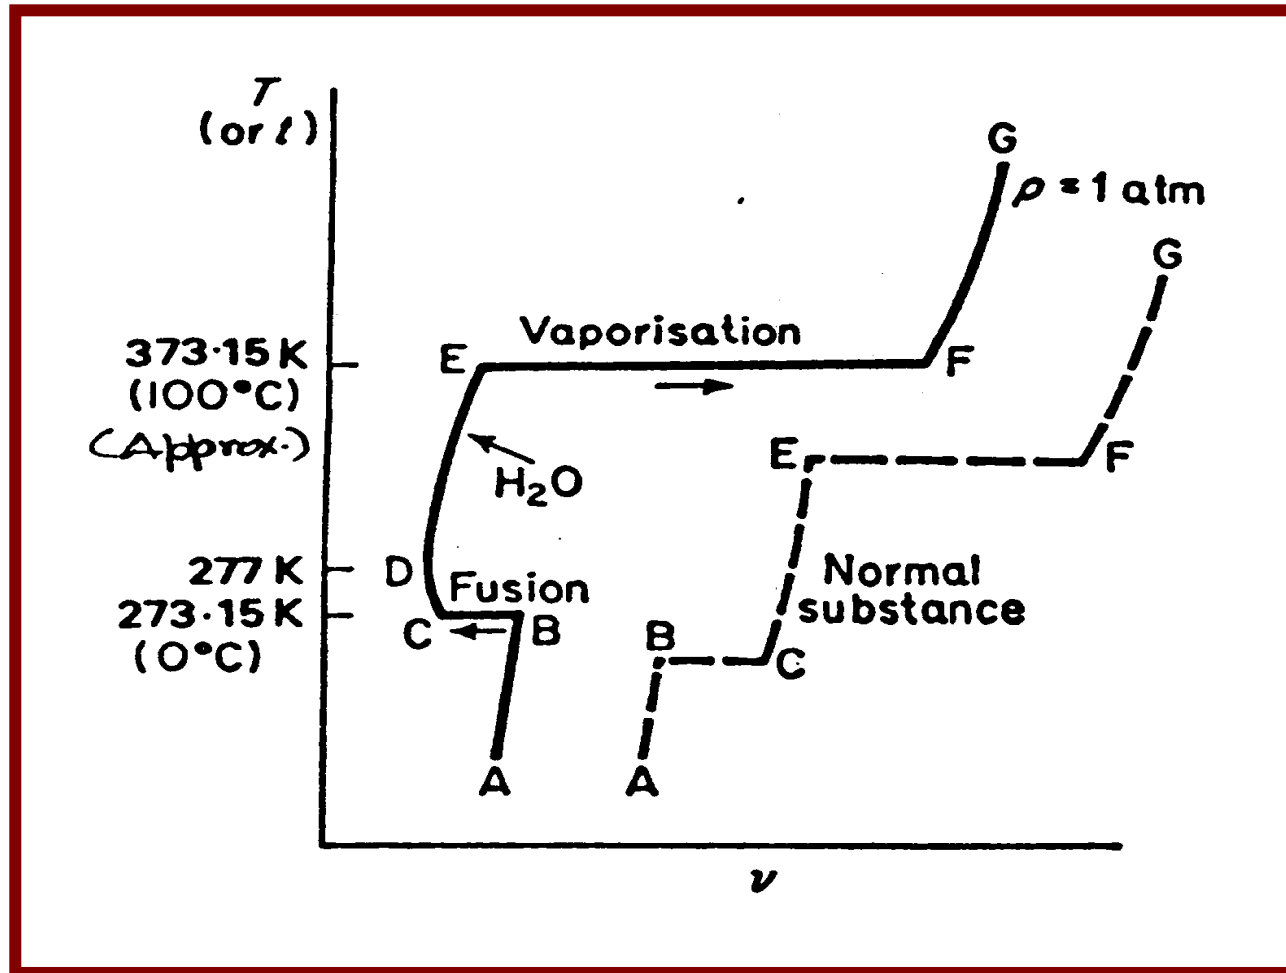 T
(or t)
G
p = 1 atm
G
Vaporisation
373·15 K
E
F
(100°C)
(Approx.)
E
F
H₂O
277 K
D
Fusion
Normal
substance
273·15 K
C
B
B
(0°C)
C
A
A
ν